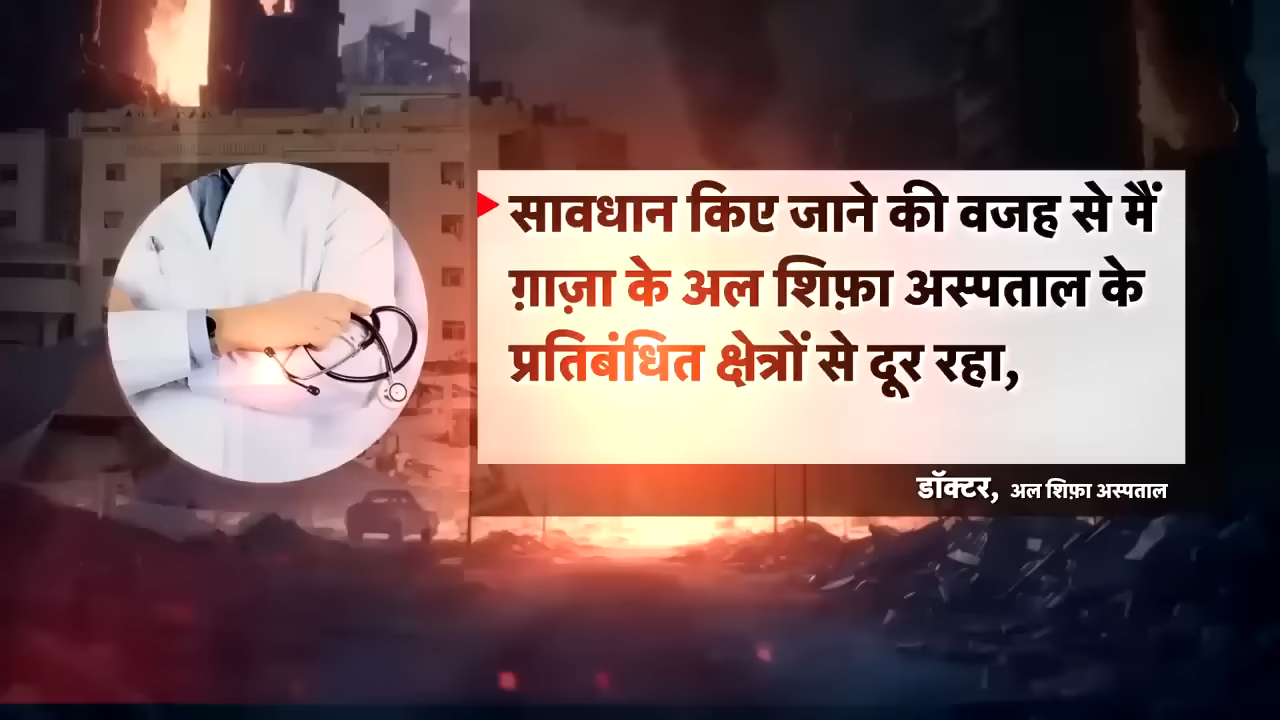 सावधान किए जाने की वजह से मैं
ग़ाज़ा के अल शिफ़ा अस्पताल के
प्रतिबंधित क्षेत्रों से दूर रहा,
डॉक्टर, अल शिफ़ा अस्पताल